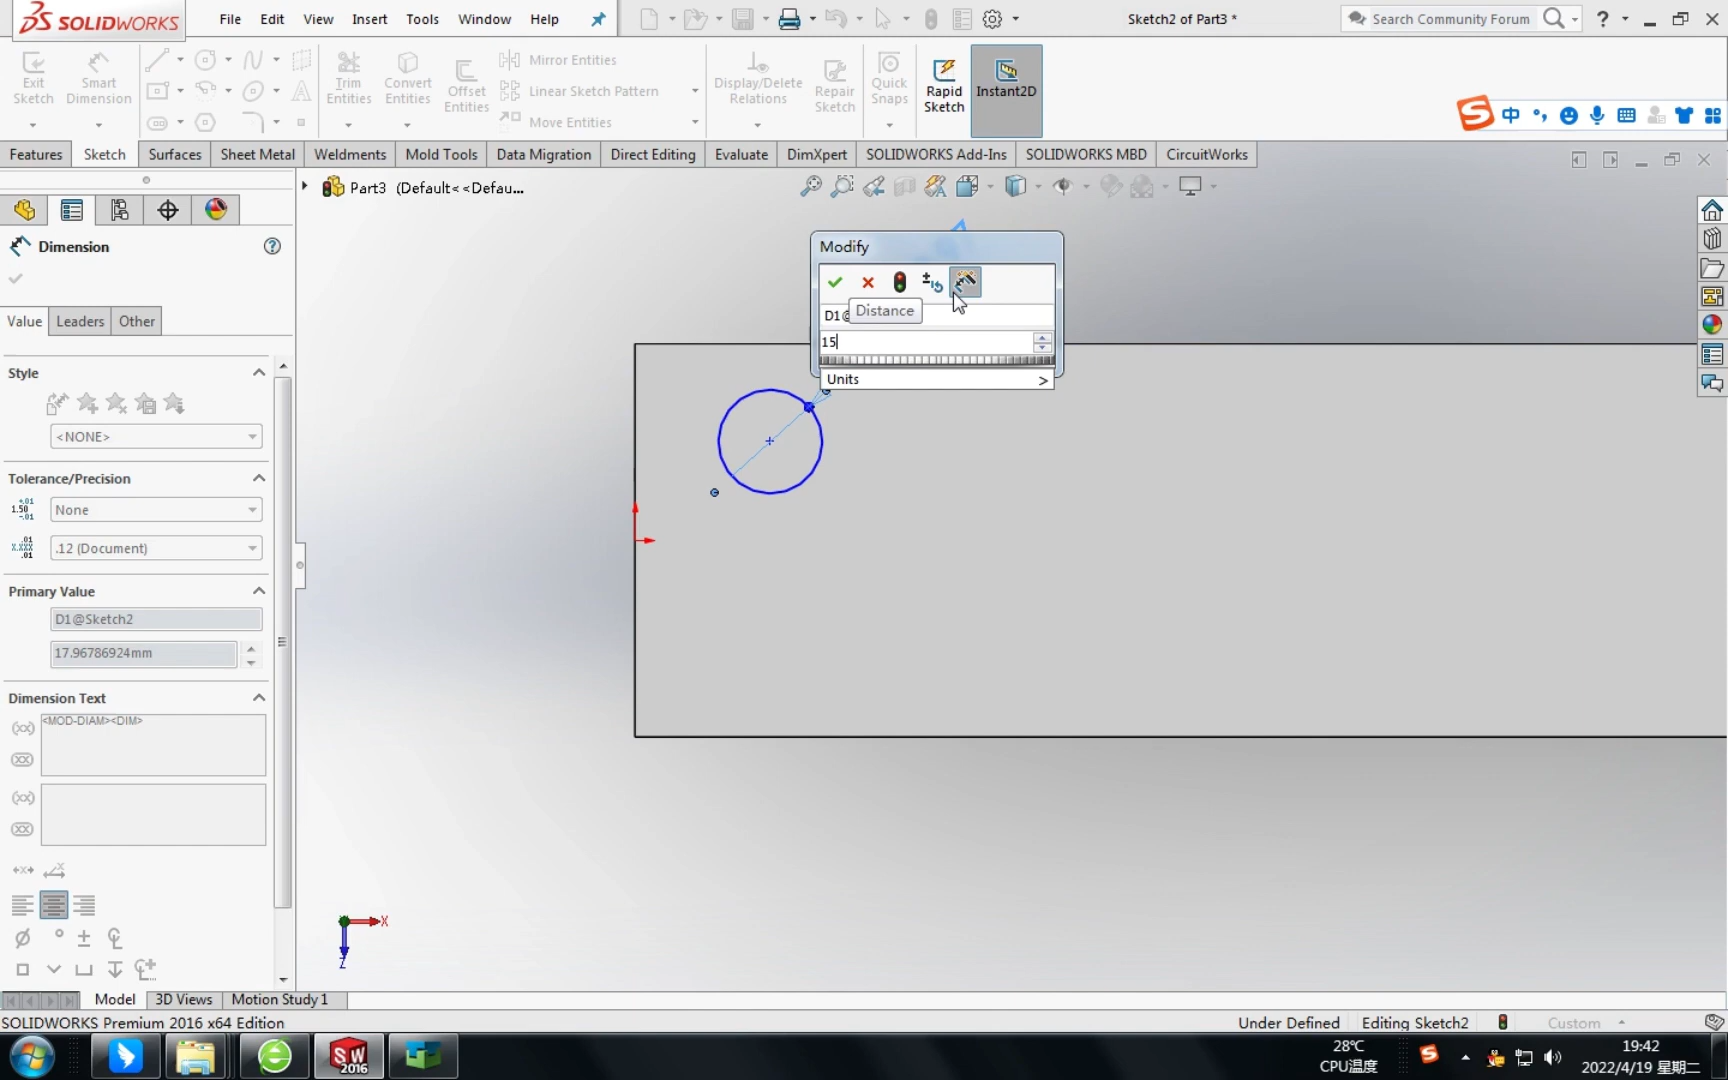 SOLIDWORKS
File Edit View Insert Tools Window Help
Sketch2 of Part3 *
Search Community Forum
Exit Sketch
Smart Dimension
Trim Entities
Convert Entities
Offset Entities
Mirror Entities
Linear Sketch Pattern
Move Entities
Display/Delete Relations
Repair Sketch
Quick Snaps
Rapid Sketch
Instant2D
中
Features Sketch Surfaces Sheet Metal Weldments Mold Tools Data Migration Direct Editing Evaluate DimXpert SOLIDWORKS Add-Ins SOLIDWORKS MBD CircuitWorks
Part3 (Default<<Defau...
Dimension
Value Leaders Other
Style
<NONE>
Tolerance/Precision
None
.12 (Document)
Primary Value
D1@Sketch2
17.96786924mm
Dimension Text
<MOD-DIAM><DIM>
Modify
D1@
Distance
15
Units
X
Z
Model 3D Views Motion Study 1
SOLIDWORKS Premium 2016 x64 Edition
Under Defined Editing Sketch2 Custom
SW 2016
28℃
CPU温度
19:42
2022/4/19 星期二